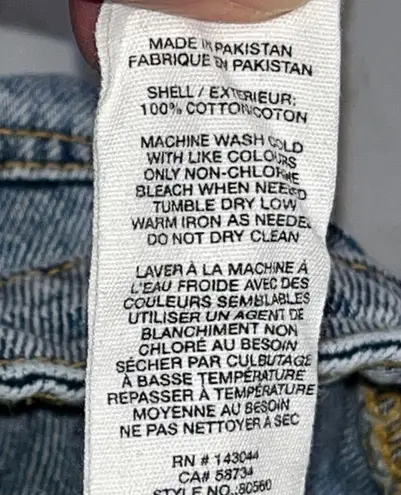 MADE IN PAKISTAN
FABRIQUE EN PAKISTAN
SHELL / EXTERIEUR:
100% COTTON/COTON
MACHINE WASH COLD
WITH LIKE COLOURS
ONLY NON-CHLORINE
BLEACH WHEN NEEDED
TUMBLE DRY LOW
WARM IRON AS NEEDED
DO NOT DRY CLEAN
LAVER À LA MACHINE À
L'EAU FROIDE AVEC DES
COULEURS SEMBLABLES
UTILISER UN AGENT DE
BLANCHIMENT NON
CHLORÉ AU BESOIN
SÉCHER PAR CULBUTAGE
À BASSE TEMPÉRATURE
REPASSER À TEMPÉRATURE
MOYENNE AU BESOIN
NE PAS NETTOYER À SEC
RN # 143044
CA# 58734
STYLE NO.:80560